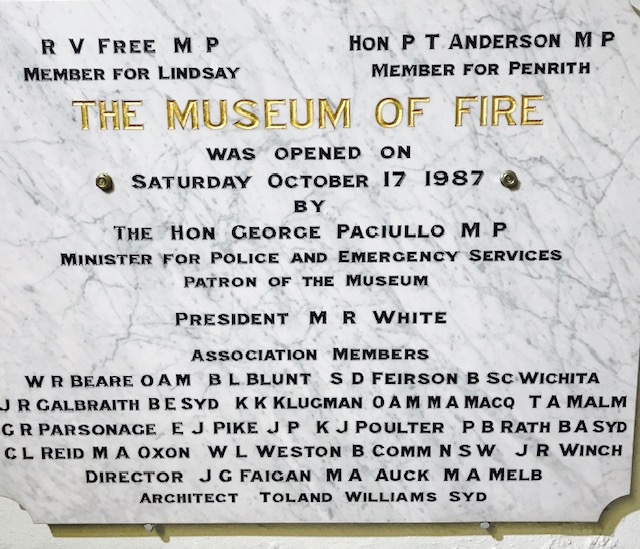 R V FREE M P
MEMBER FOR LINDSAY
HON P T ANDERSON M P
MEMBER FOR PENRITH
THE MUSEUM OF FIRE
WAS OPENED ON
SATURDAY OCTOBER 17 1987
BY
THE HON GEORGE PACIULLO M P
MINISTER FOR POLICE AND EMERGENCY SERVICES
PATRON OF THE MUSEUM
PRESIDENT M R WHITE
ASSOCIATION MEMBERS
W R BEARE O A M B L BLUNT S D FEIRSON B SC WICHITA
J R GALBRAITH B E SYD K K KLUGMAN O A M M A MACQ T A MALM
G R PARSONAGE E J PIKE J P K J POULTER P B RATH B A SYD
G L REID M A OXON W L WESTON B COMM N S W J R WINCH
DIRECTOR J G FAIGAN M A AUCK M A MELB
ARCHITECT TOLAND WILLIAMS SYD